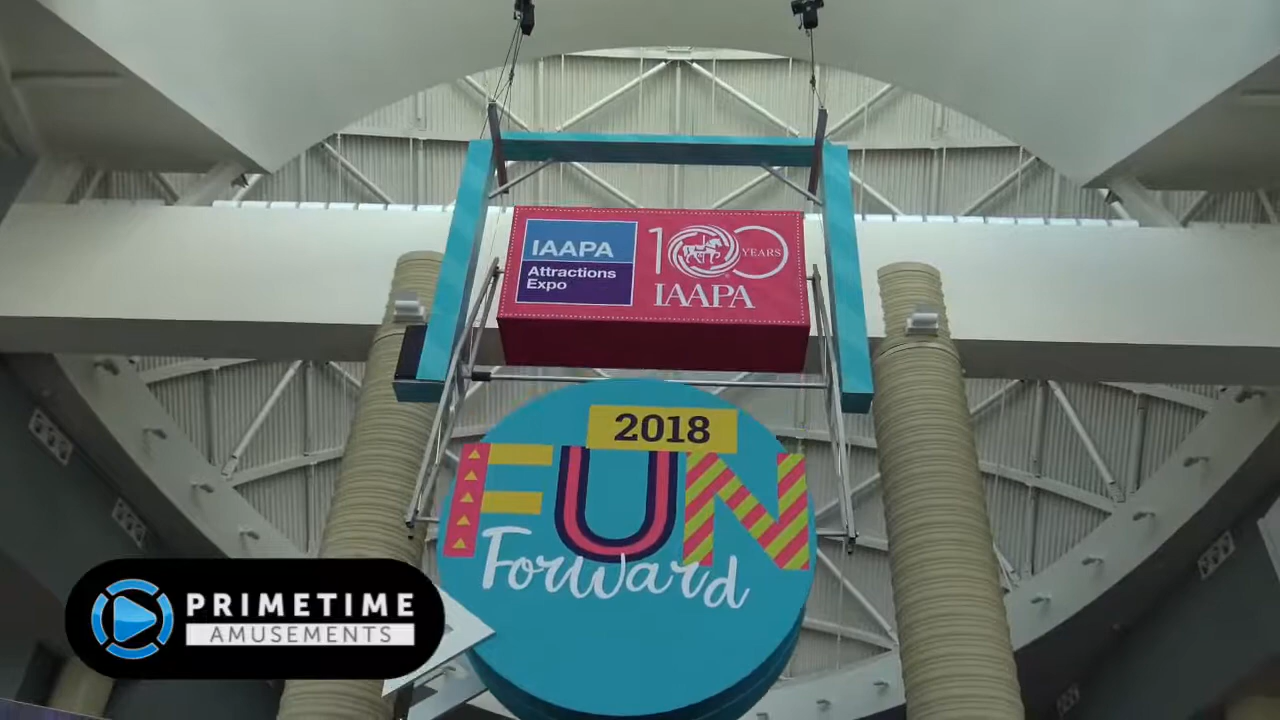 IAAPA
Attractions
Expo
100
YEARS
IAAPA
2018
FUN
Forward
PRIMETIME
AMUSEMENTS